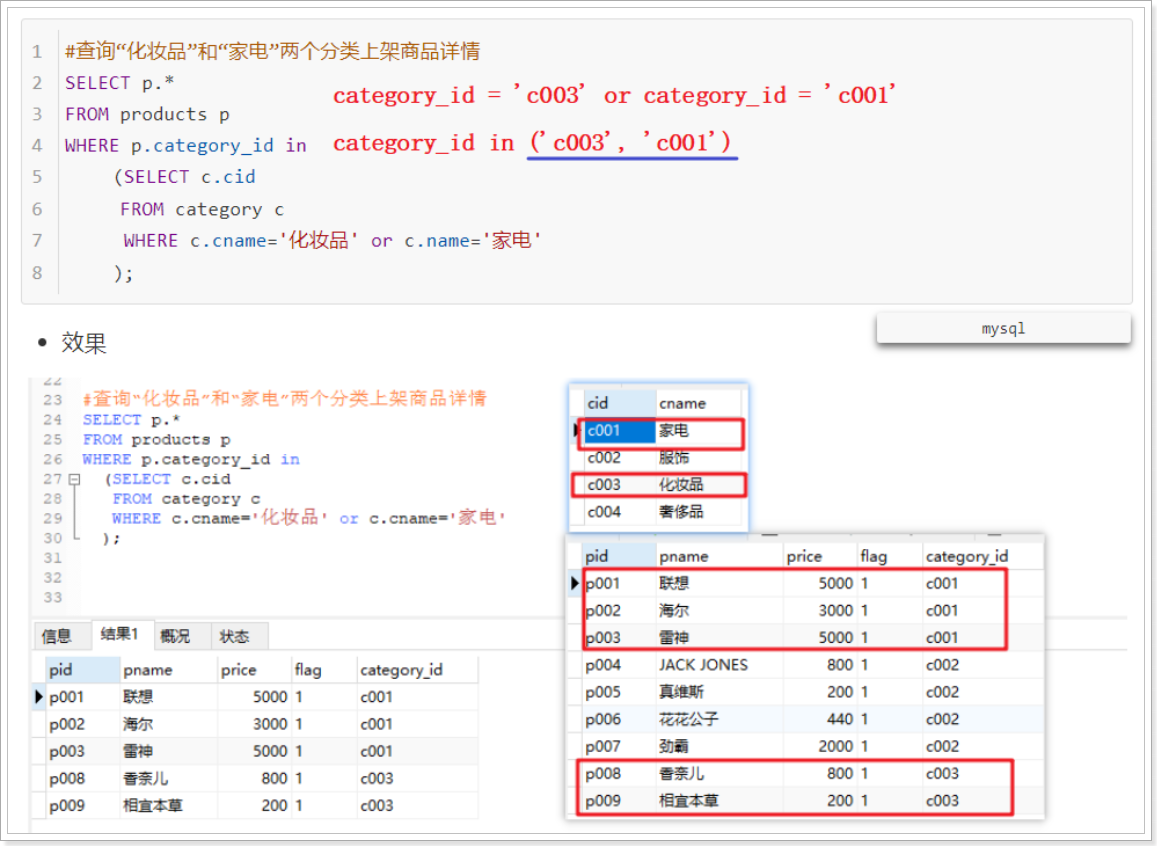 1 #查询“化妆品”和“家电”两个分类上架商品详情
2 SELECT p.*
category_id = 'c003' or category_id = 'c001'
3 FROM products p
4 WHERE p.category_id in
category_id in ('c003', 'c001')
5 (SELECT c.cid
6 FROM category c
7 WHERE c.cname='化妆品' or c.name='家电'
8 );
mysql
• 效果
22
23 #查询“化妆品”和“家电”两个分类上架商品详情
24 SELECT p.*
25 FROM products p
26 WHERE p.category_id in
27 (SELECT c.cid
28 FROM category c
29 WHERE c.cname='化妆品' or c.cname='家电'
30 );
31
32
33
cid cname
c001 家电
c002 服饰
c003 化妆品
c004 奢侈品
信息 结果1 概况 状态
pid pname price flag category_id
p001 联想 5000 1 c001
p002 海尔 3000 1 c001
p003 雷神 5000 1 c001
p008 香奈儿 800 1 c003
p009 相宜本草 200 1 c003
pid pname price flag category_id
p001 联想 5000 1 c001
p002 海尔 3000 1 c001
p003 雷神 5000 1 c001
p004 JACK JONES 800 1 c002
p005 真维斯 200 1 c002
p006 花花公子 440 1 c002
p007 劲霸 2000 1 c002
p008 香奈儿 800 1 c003
p009 相宜本草 200 1 c003